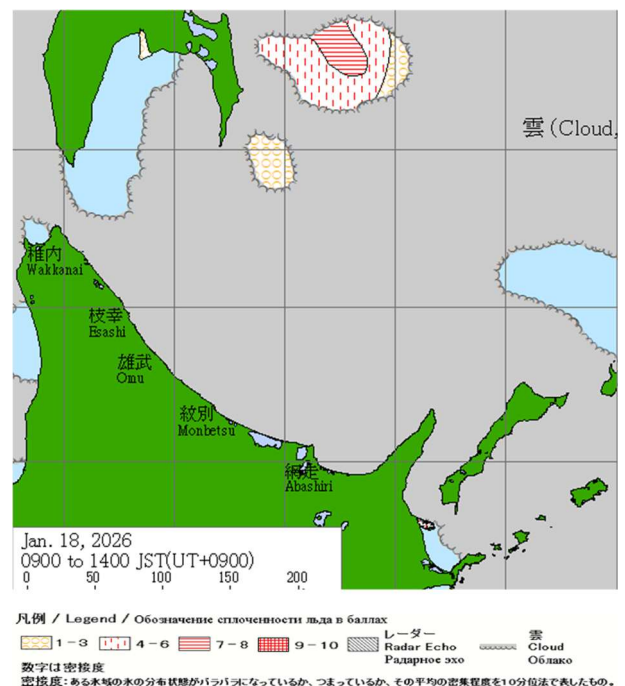 雲(Cloud,
稚内
Wakkanai
枝幸
Esashi
雄武
Omu
紋別
Monbetsu
網走
Abashiri
Jan. 18, 2026
0900 to 1400 JST(UT+0900)
0 50 100 150 200
凡例 / Legend / Обозначение сплоченности льда в баллах
1-3 4-6 7-8 9-10 レーダー Radar Echo Радарное эхо 雲 Cloud Облако
数字は密接度
密接度:ある氷域の氷の分布状態がバラバラになっているか、つまっているか、その平均の密集程度を10分位法で表したもの。